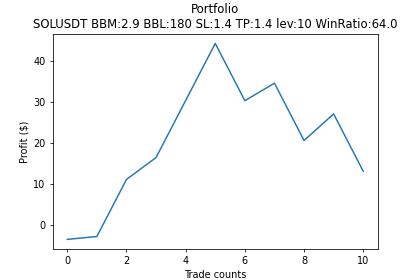 Portfolio
SOLUSDT BBM:2.9 BBL:180 SL:1.4 TP:1.4 lev:10 WinRatio:64.0
Profit ($)
40
30
20
10
0
0 2 4 6 8 10
Trade counts